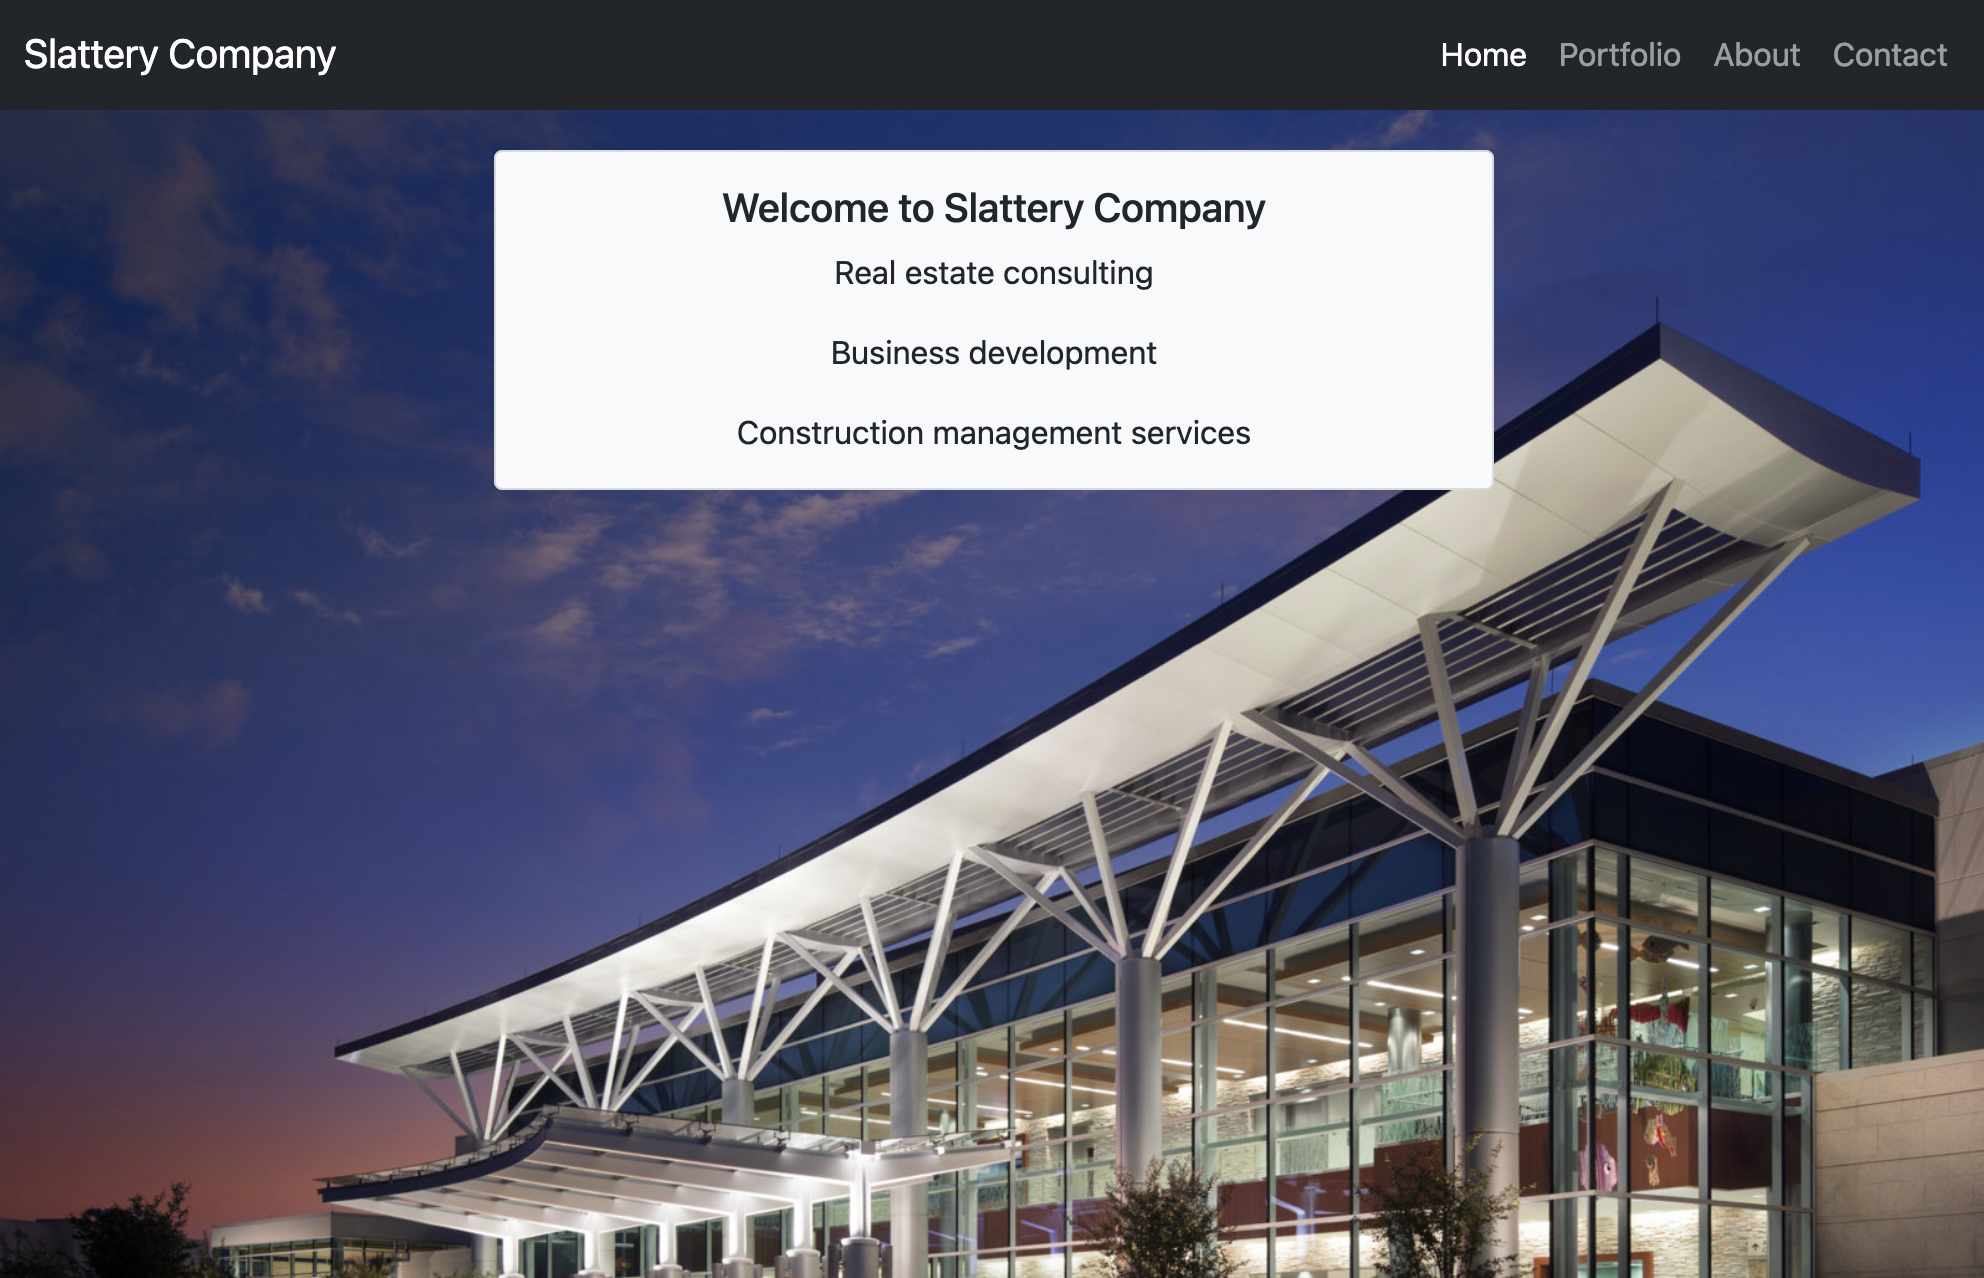 Slattery Company
Home Portfolio About Contact
Welcome to Slattery Company
Real estate consulting
Business development
Construction management services